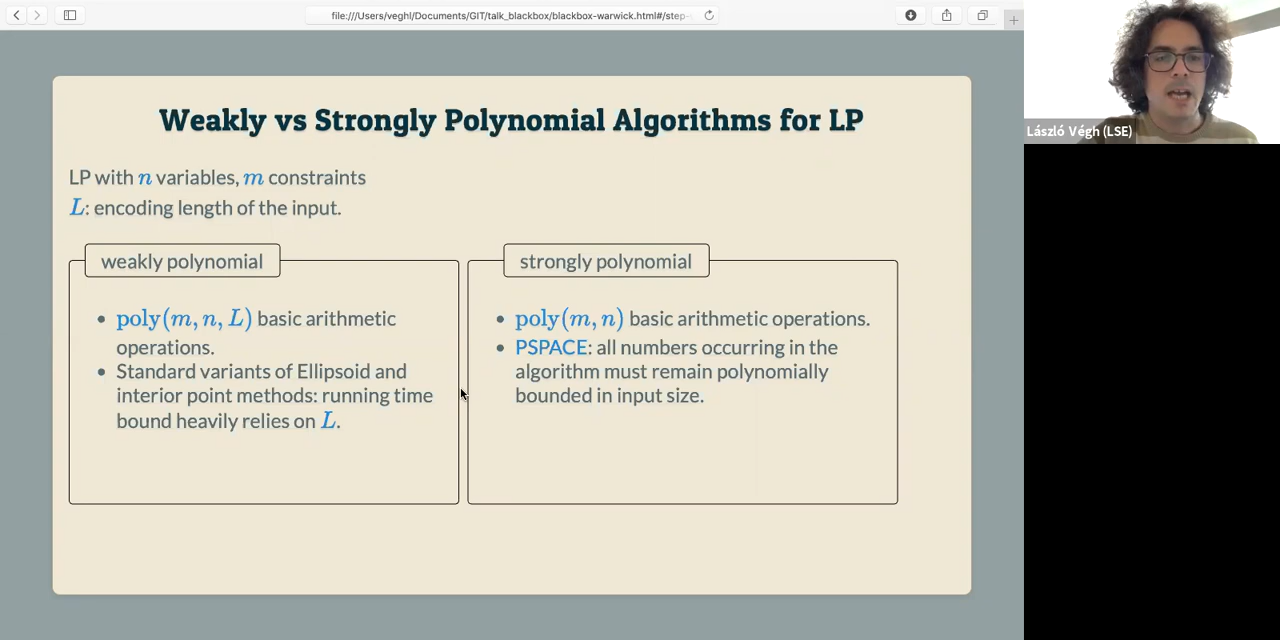 file:///Users/veghl/Documents/GIT/talk_blackbox/blackbox-warwick.html#/step-
László Végh (LSE)
Weakly vs Strongly Polynomial Algorithms for LP
LP with n variables, m constraints
L: encoding length of the input.
weakly polynomial
• poly(m, n, L) basic arithmetic
operations.
• Standard variants of Ellipsoid and
interior point methods: running time
bound heavily relies on L.
strongly polynomial
• poly(m, n) basic arithmetic operations.
• PSPACE: all numbers occurring in the
algorithm must remain polynomially
bounded in input size.